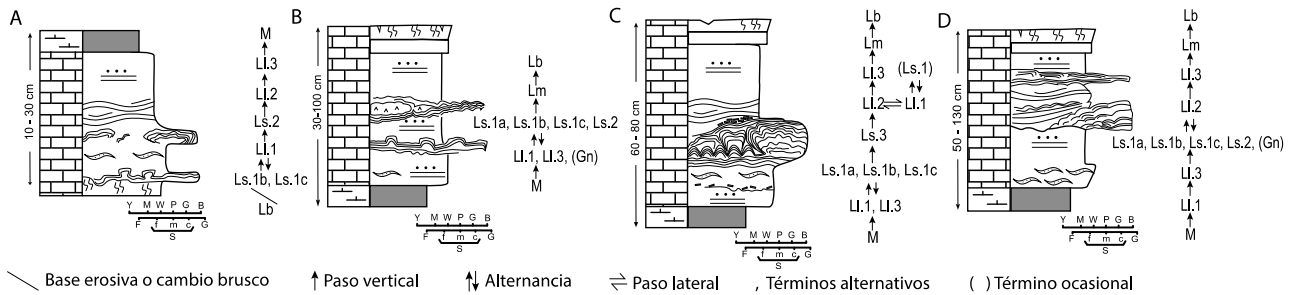 A
10 - 30 cm
M
Ll.3
Ll.2
Ls.2
Ll.1
Ls.1b, Ls.1c
Lb
Y M W P G B
F f m c G
S
B
30-100 cm
Lb
Lm
Ls.1a, Ls.1b, Ls.1c, Ls.2
Ll.1, Ll.3, (Gn)
M
Y M W P G B
F f m c G
S
C
60 - 80 cm
Lb
Lm
Ll.3 (Ls.1)
Ll.2 Ll.1
Ls.3
Ls.1a, Ls.1b, Ls.1c
Ll.1, Ll.3
M
Y M W P G B
F f m c G
S
D
50 - 130 cm
Lb
Lm
Ll.3
Ll.2
Ls.1a, Ls.1b, Ls.1c, Ls.2, (Gn)
Ll.3
Ll.1
M
Y M W P G B
F f m c G
S
Base erosiva o cambio brusco Paso vertical Alternancia Paso lateral , Términos alternativos ( ) Término ocasional